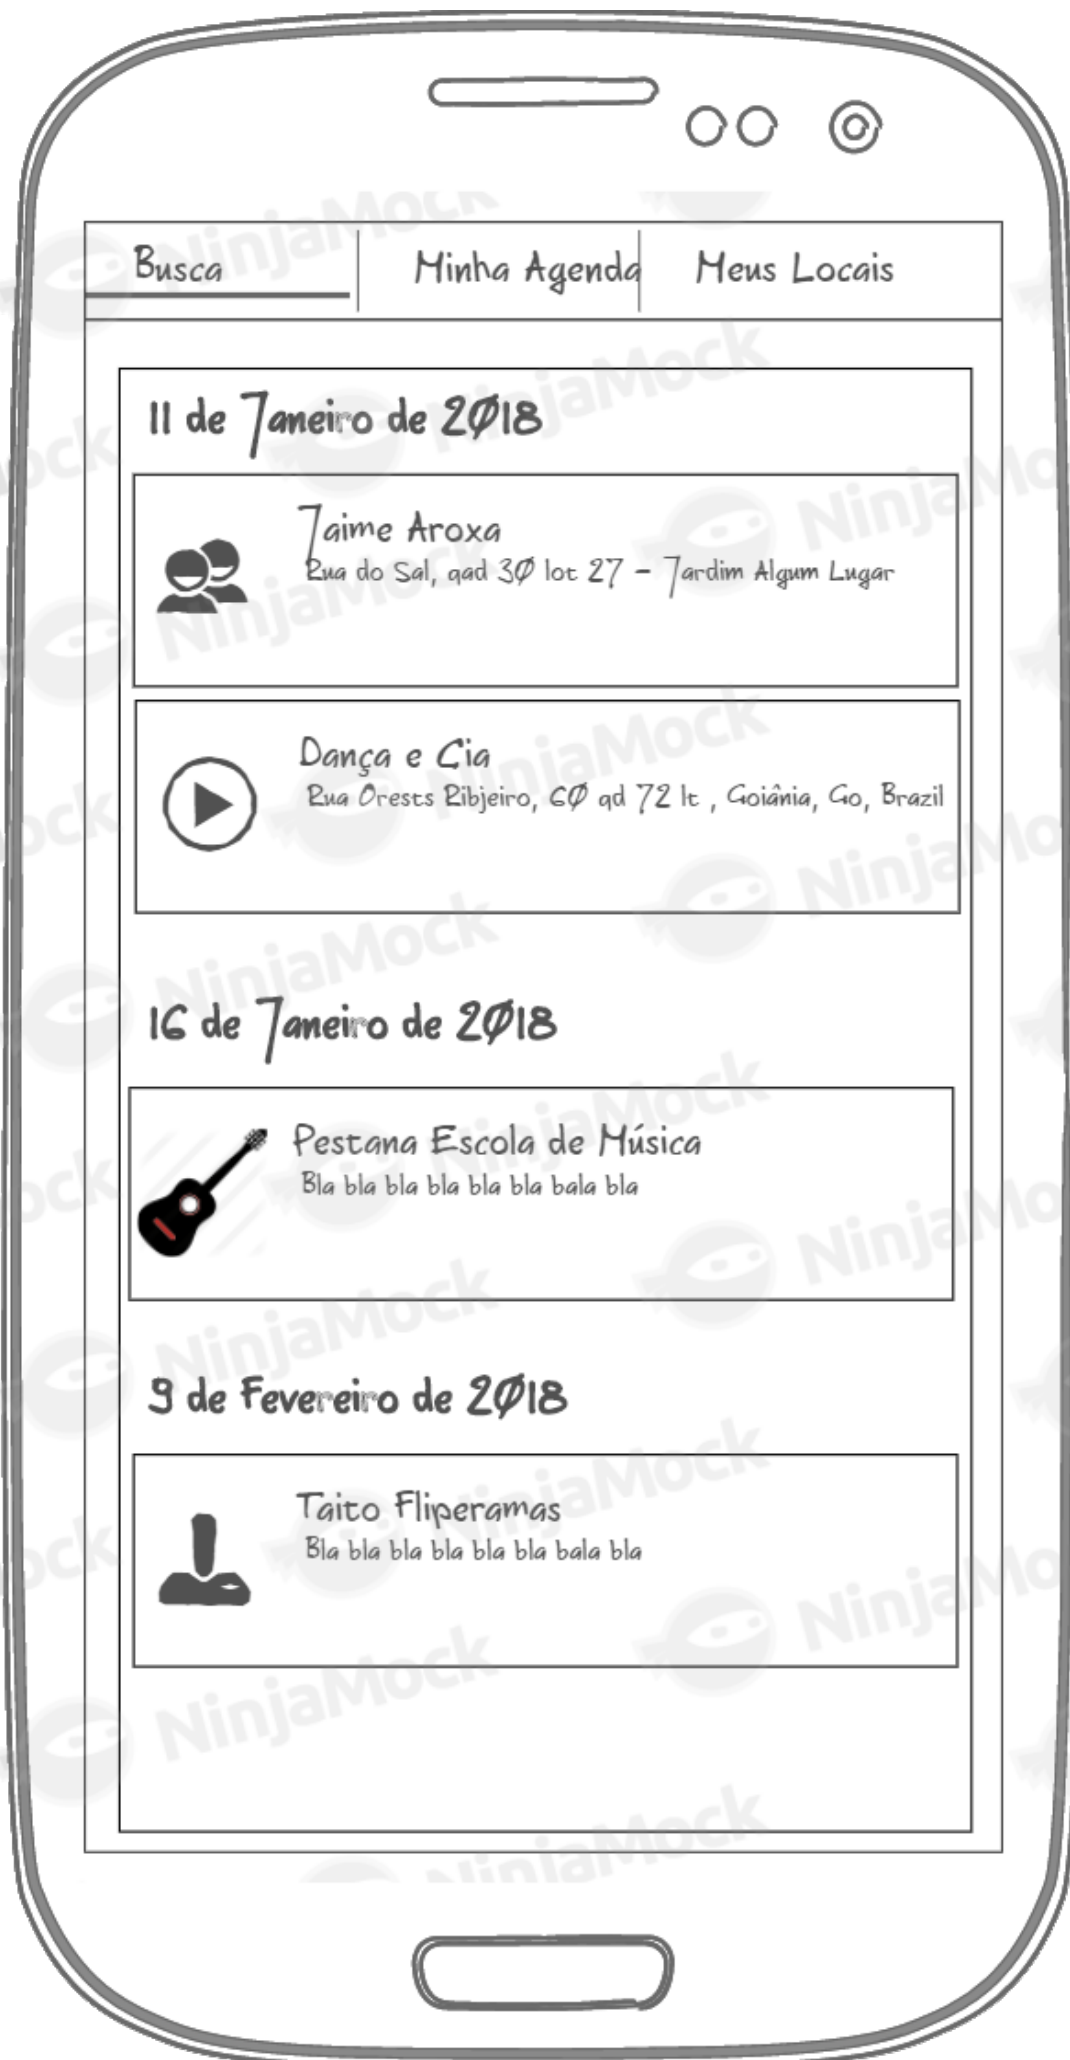 Busca
Minha Agenda
Meus Locais
11 de Janeiro de 2018
Jaime Aroxa
Rua do Sal, qad 30 lot 27 - Jardim Algum Lugar
Dança e Cia
Rua Orests Ribjeiro, 60 qd 72 lt , Goiânia, Go, Brazil
16 de Janeiro de 2018
Pestana Escola de Música
Bla bla bla bla bla bla bala bla
9 de Fevereiro de 2018
Taito Fliperamas
Bla bla bla bla bla bla bala bla
NinjaMock